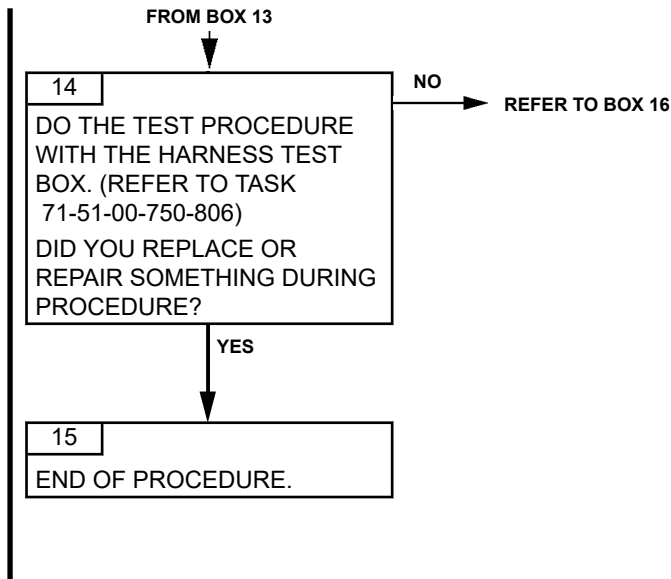 FROM BOX 13
14
NO
REFER TO BOX 16
DO THE TEST PROCEDURE
WITH THE HARNESS TEST
BOX. (REFER TO TASK
71-51-00-750-806)
DID YOU REPLACE OR
REPAIR SOMETHING DURING
PROCEDURE?
YES
15
END OF PROCEDURE.